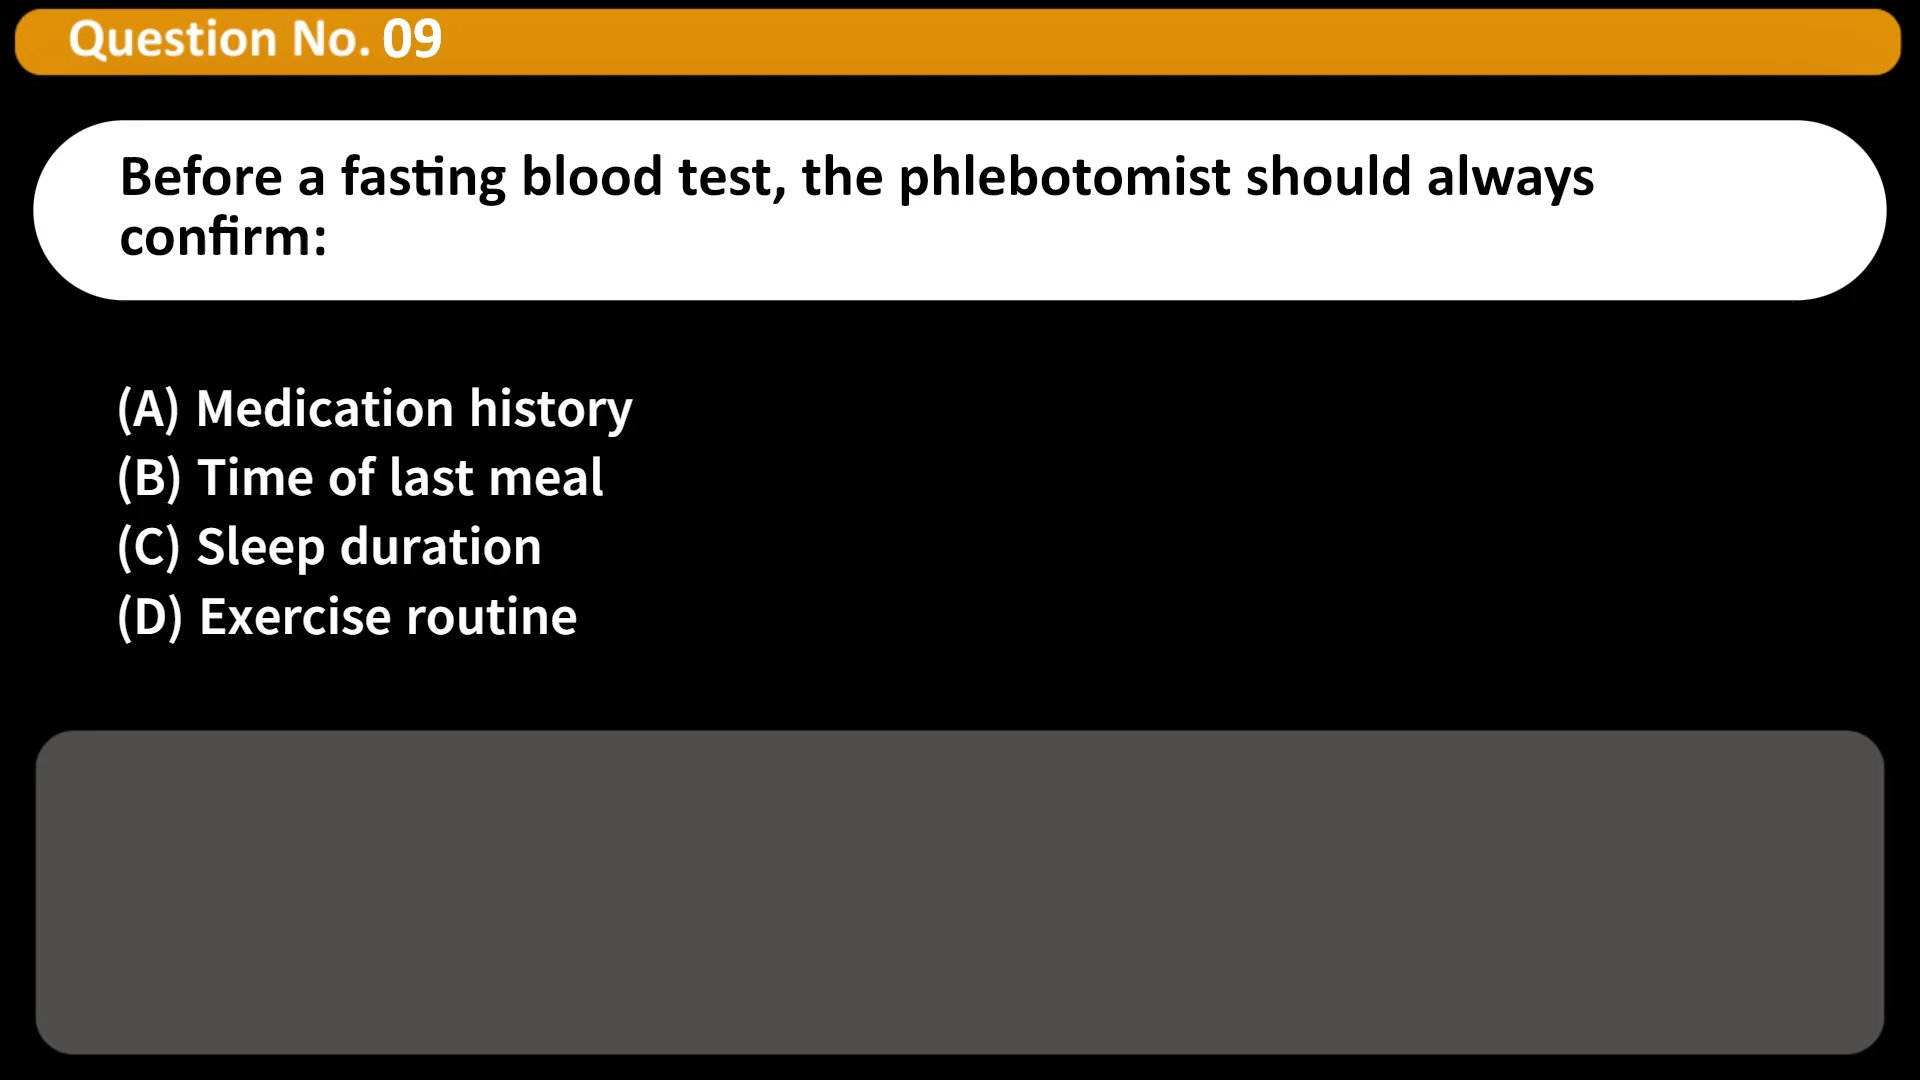 Question No. 09
Before a fasting blood test, the phlebotomist should always
confirm:
(A) Medication history
(B) Time of last meal
(C) Sleep duration
(D) Exercise routine